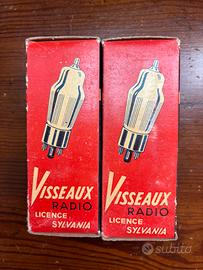 VISSEAUX
RADIO
LICENCE
SYLVANIA
VISSEAUX
RADIO
LICENCE
SYLVANIA
subito